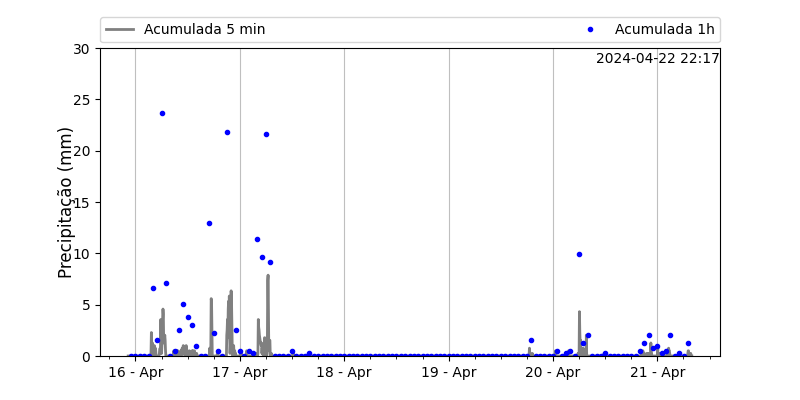 Acumulada 5 min
Acumulada 1h
2024-04-22 22:17
Precipitação (mm)
30
25
20
15
10
5
0
16 - Apr
17 - Apr
18 - Apr
19 - Apr
20 - Apr
21 - Apr